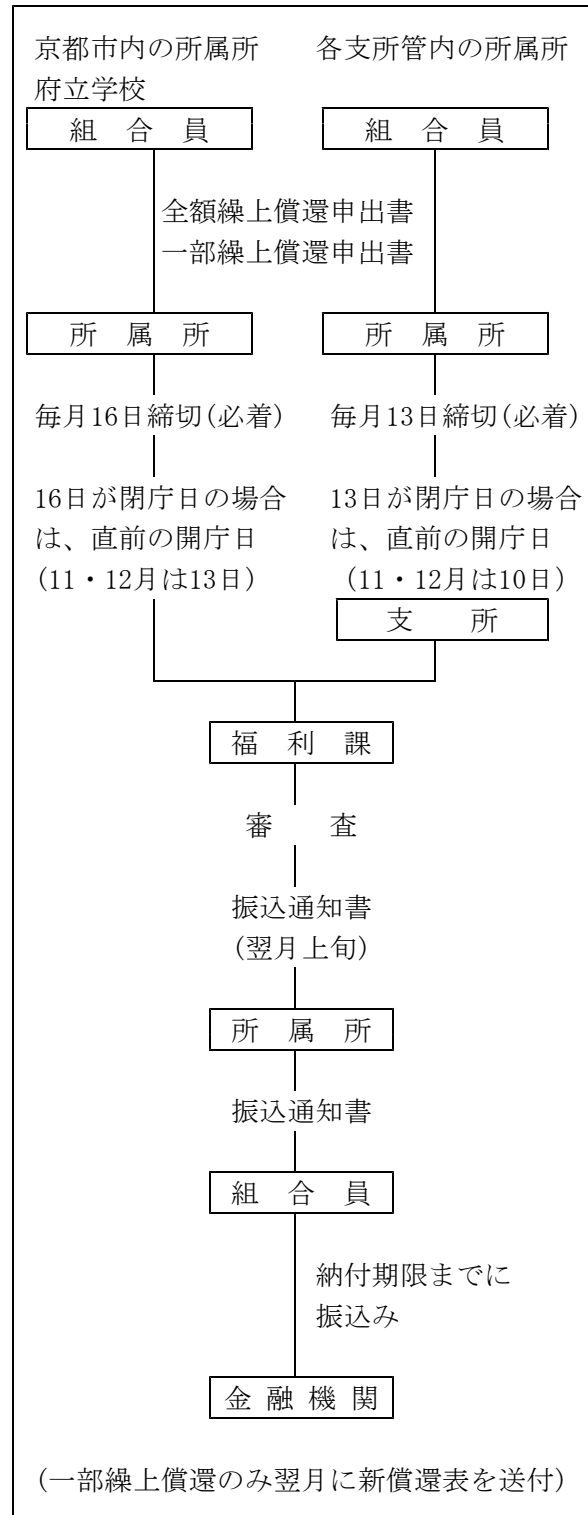 京都市内の所属所
府立学校
組合員
各支所管内の所属所
組合員
全額繰上償還申出書
一部繰上償還申出書
所属所
所属所
毎月16日締切(必着)
16日が閉庁日の場合
は、直前の開庁日
(11・12月は13日)
毎月13日締切(必着)
13日が閉庁日の場合
は、直前の開庁日
(11・12月は10日)
支所
福利課
審査
振込通知書
(翌月上旬)
所属所
振込通知書
組合員
納付期限までに
振込み
金融機関
(一部繰上償還のみ翌月に新償還表を送付)